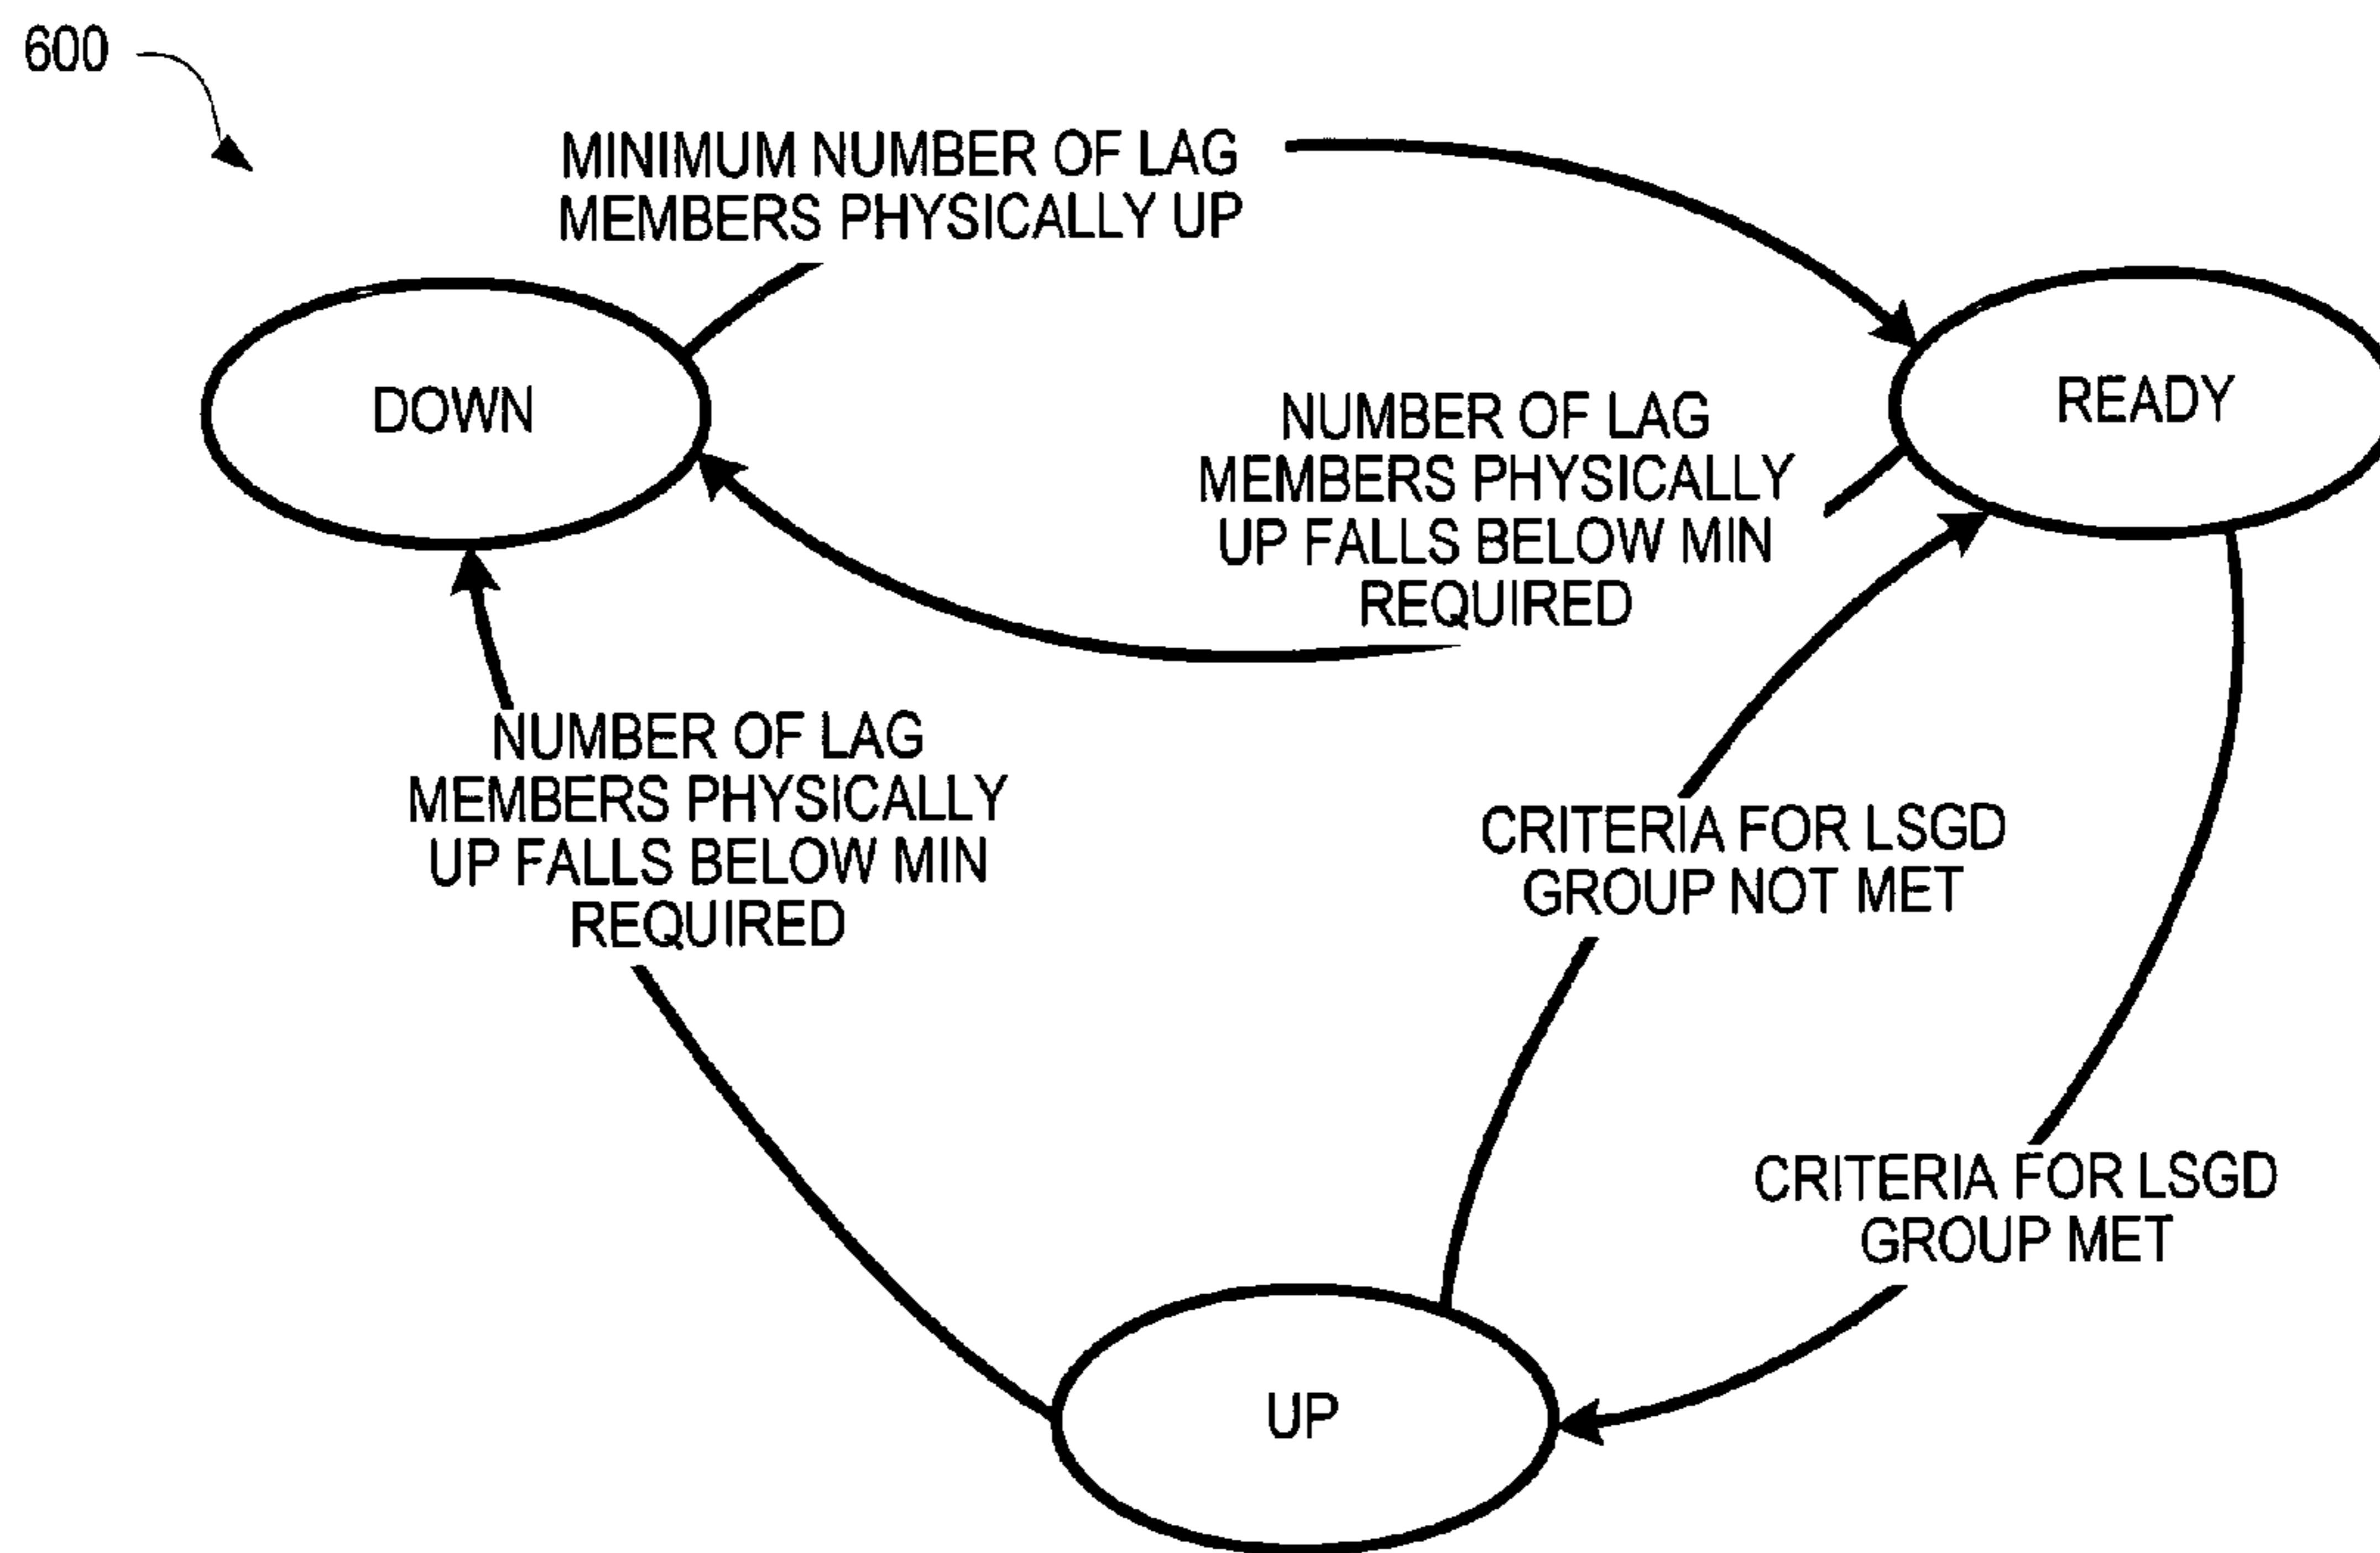 600
MINIMUM NUMBER OF LAG
MEMBERS PHYSICALLY UP
DOWN
READY
NUMBER OF LAG
MEMBERS PHYSICALLY
UP FALLS BELOW MIN
REQUIRED
NUMBER OF LAG
MEMBERS PHYSICALLY
UP FALLS BELOW MIN
REQUIRED
CRITERIA FOR LSGD
GROUP NOT MET
CRITERIA FOR LSGD
GROUP MET
UP